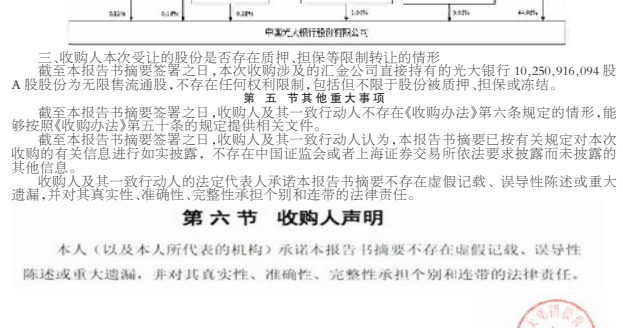 0.18%
5.00%
中国光大银行股份有限公司
三、收购人本次受让的股份是否存在质押、担保等限制转让的情形
截至本报告书摘要签署之日，本次收购涉及的汇金公司直接持有的光大银行 10,250,916,094 股
A 股股份为无限售流通股，不存在任何权利限制，包括但不限于股份被质押、担保或冻结。
第 五 节其 他 重 大 事 项
截至本报告书摘要签署之日，收购人及其一致行动人不存在《收购办法》第六条规定的情形，能
够按照《收购办法》第五十条的规定提供相关文件。
截至本报告书摘要签署之日，收购人及其一致行动人认为，本报告书摘要已按有关规定对本次
收购的有关信息进行如实披露，不存在中国证监会或者上海证券交易所依法要求披露而未披露的
其他信息。
收购人及其一致行动人的法定代表人承诺本报告书摘要不存在虚假记载、误导性陈述或重大
遗漏，并对其真实性、准确性、完整性承担个别和连带的法律责任。
第六节 收购人声明
本人（以及本人所代表的机构）承诺本报告书摘要不存在虚假记载、误导性
陈述或重大遗漏，并对其真实性、准确性、完整性承担个别和连带的法律责任。
集团股